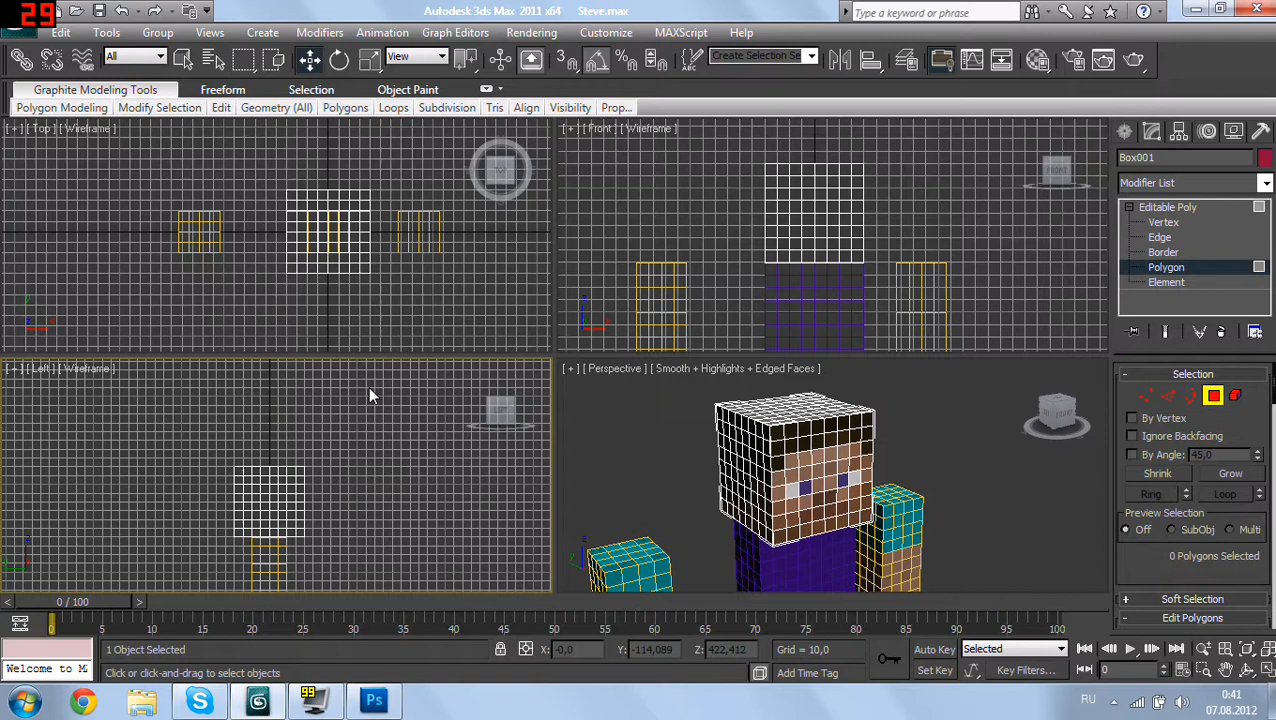 29
Autodesk 3ds Max 2011 x64 Steve.max
Type a keyword or phrase
Edit Tools Group Views Create Modifiers Animation Graph Editors Rendering Customize MAXScript Help
All View 3 Create Selection Se
Graphite Modeling Tools Freeform Selection Object Paint
Polygon Modeling Modify Selection Edit Geometry (All) Polygons Loops Subdivision Tris Align Visibility Prop...
[ + ] [ Top ] [ Wireframe ]
TOP
[ + ] [ Front ] [ Wireframe ]
FRONT
Box001
Modifier List
Editable Poly
Vertex
Edge
Border
Polygon
Element
[ + ] [ Left ] [ Wireframe ]
LEFT
[ + ] [ Perspective ] [ Smooth + Highlights + Edged Faces ]
FRONT
Selection
By Vertex
Ignore Backfacing
By Angle: 45,0
Shrink Grow
Ring Loop
Preview Selection
Off SubObj Multi
0 Polygons Selected
Soft Selection
Edit Polygons
0 / 100
0 5 10 15 20 25 30 35 40 45 50 55 60 65 70 75 80 85 90 95 100
1 Object Selected X: -0,0 Y: -114,089 Z: 422,412 Grid = 10,0 Auto Key Selected
Welcome to M Click or click-and-drag to select objects Add Time Tag Set Key Key Filters... 0
99
Ps
RU
0:41
07.08.2012